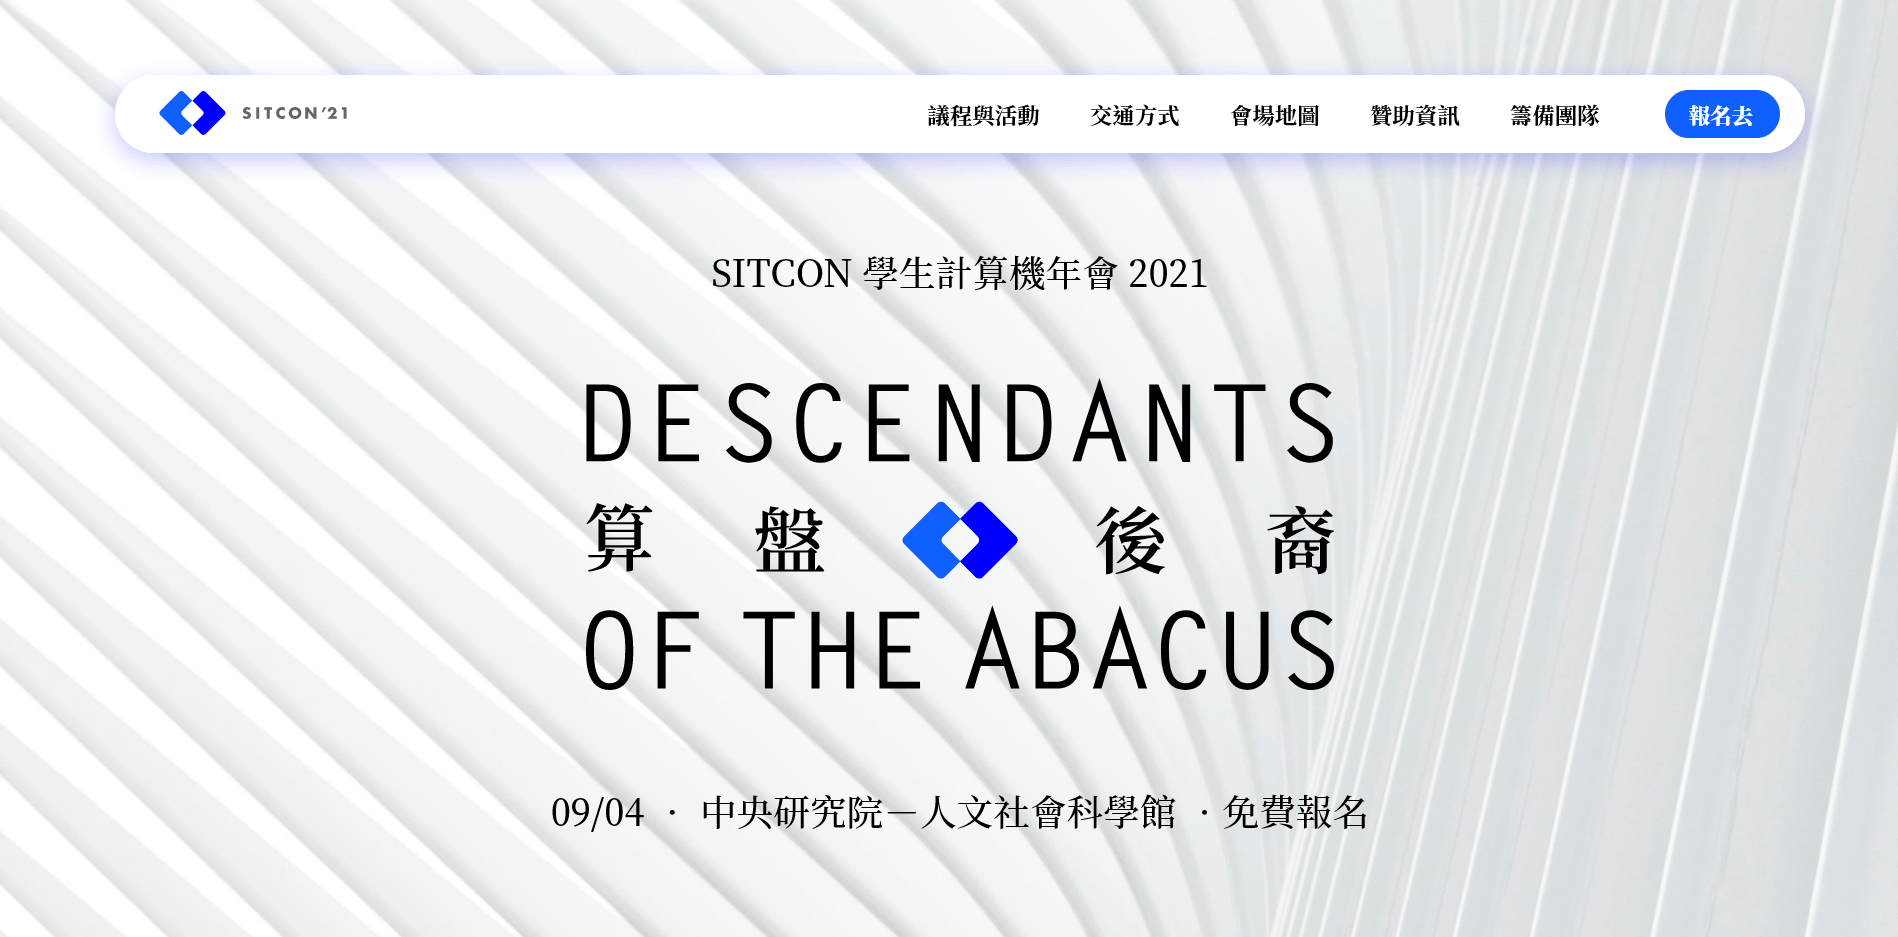 SITCON'21
議程與活動 交通方式 會場地圖 贊助資訊 籌備團隊 報名去
SITCON 學生計算機年會 2021
DESCENDANTS
算盤後裔
OF THE ABACUS
09/04 · 中央研究院－人文社會科學館 · 免費報名